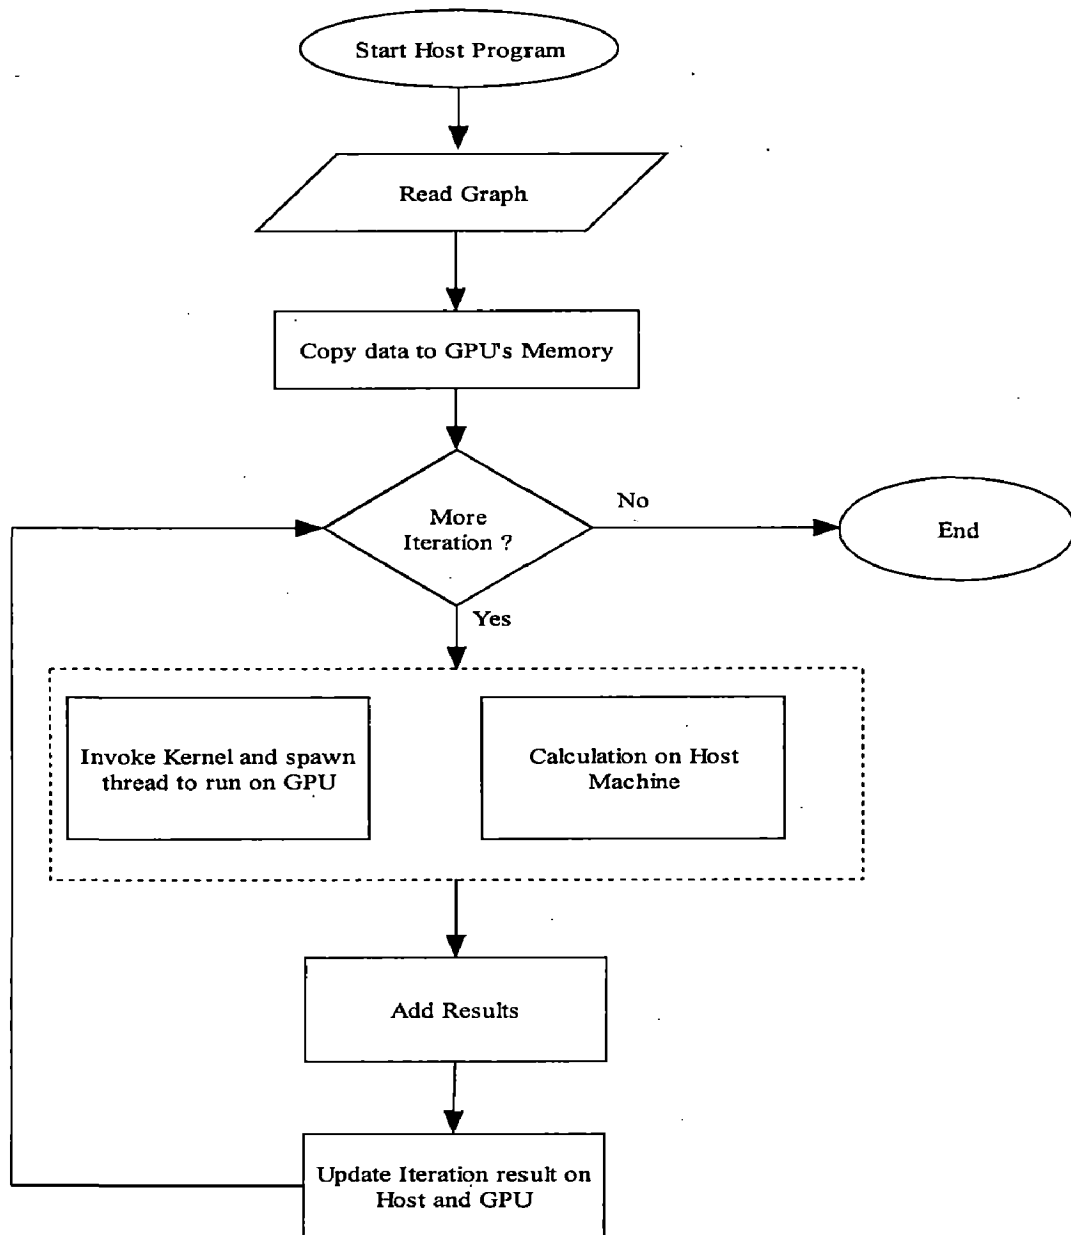 Start Host Program
Read Graph
Copy data to GPU's Memory
More
Iteration ?
No
End
Yes
Invoke Kernel and spawn
thread to run on GPU
Calculation on Host
Machine
Add Results
Update Iteration result on
Host and GPU